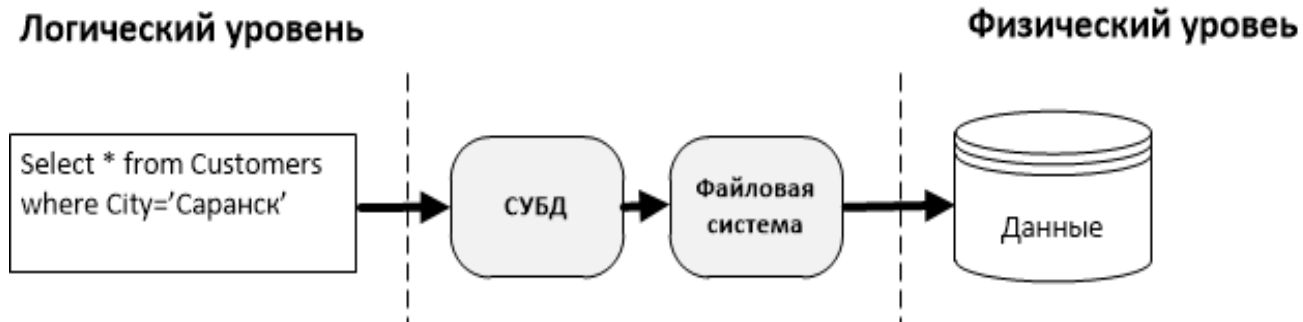 Логический уровень
Физический уровеь
Select * from Customers
where City=’Саранск’
СУБД
Файловая
система
Данные